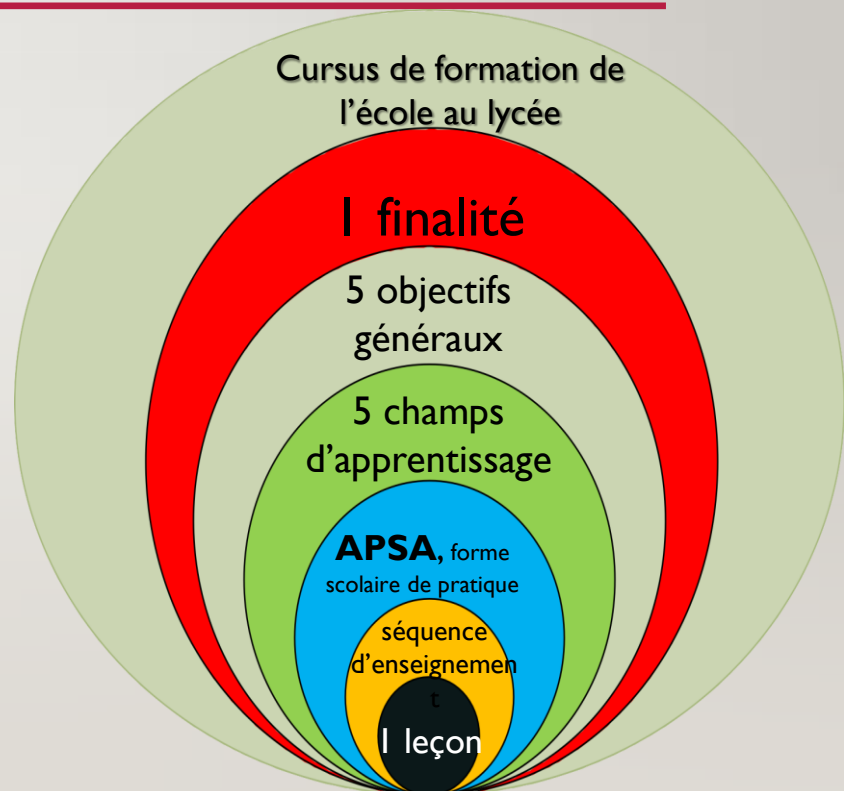 Cursus de formation de
l'école au lycée
1 finalité
5 objectifs
généraux
5 champs
d'apprentissage
APSA, forme
scolaire de pratique
séquence
d'enseignemen
t
1 leçon